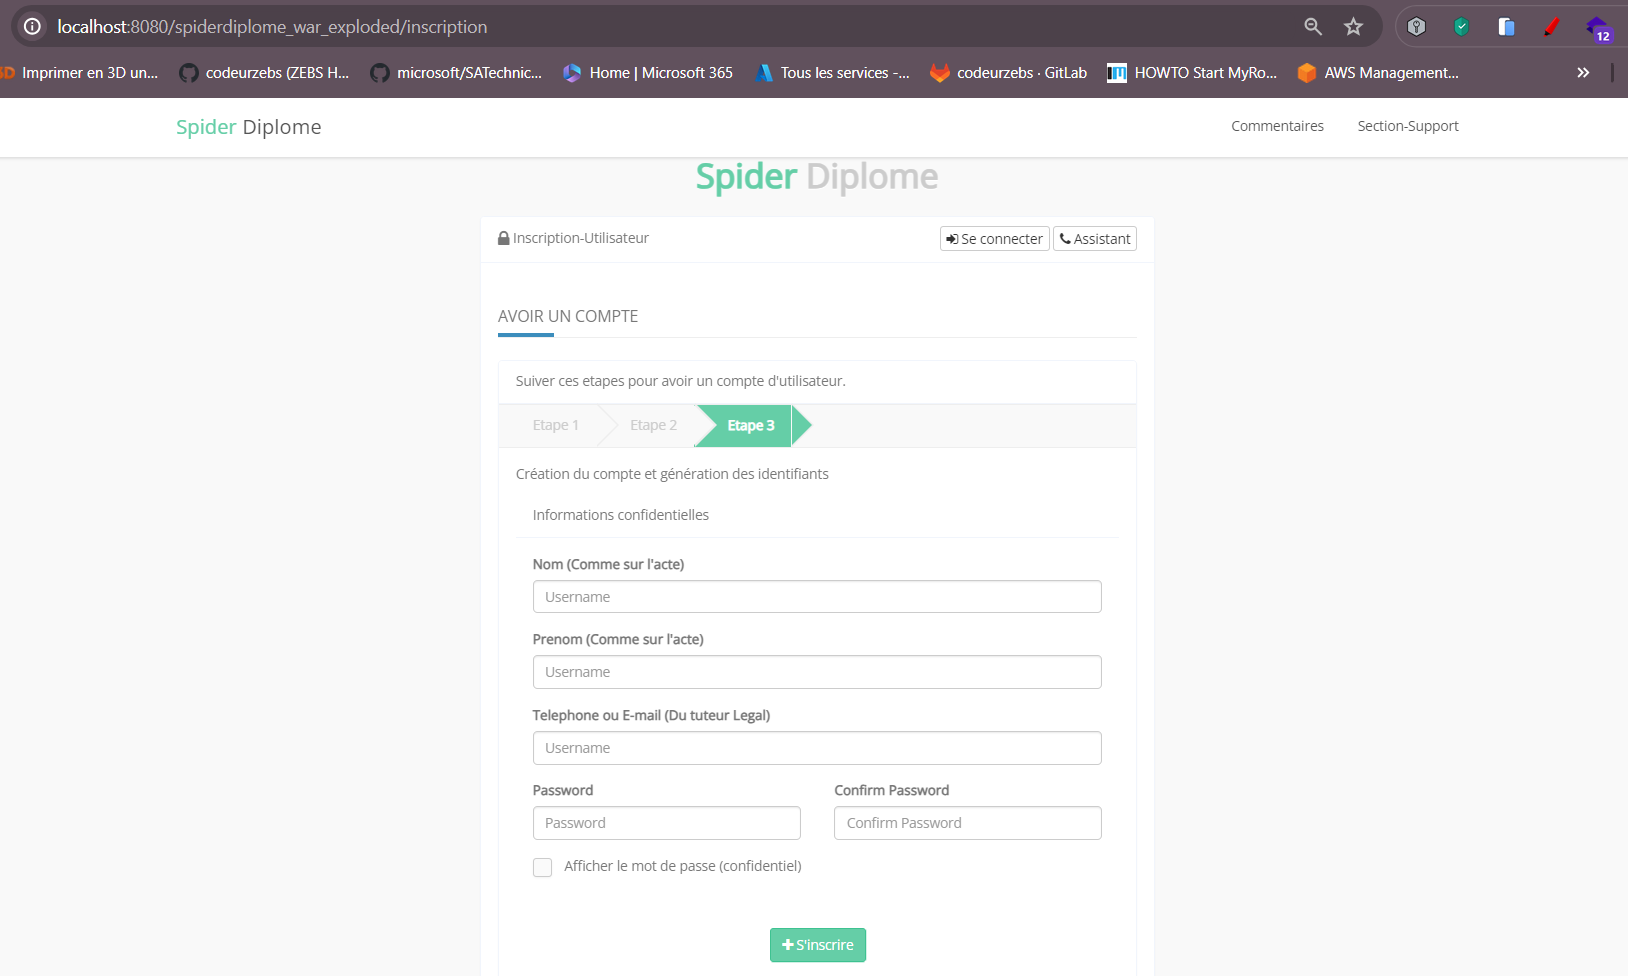 localhost:8080/spiderdiplome_war_exploded/inscription
12
3D Imprimer en 3D un... codeurzebs (ZEBS H... microsoft/SATechnic... Home | Microsoft 365 Tous les services -... codeurzebs · GitLab HOWTO Start MyRo... AWS Management...
Spider Diplome Commentaires Section-Support
Spider Diplome
Inscription-Utilisateur Se connecter Assistant
AVOIR UN COMPTE
Suiver ces etapes pour avoir un compte d'utilisateur.
Etape 1 Etape 2 Etape 3
Création du compte et génération des identifiants
Informations confidentielles
Nom (Comme sur l'acte)
Username
Prenom (Comme sur l'acte)
Username
Telephone ou E-mail (Du tuteur Legal)
Username
Password Confirm Password
Password Confirm Password
Afficher le mot de passe (confidentiel)
S'inscrire